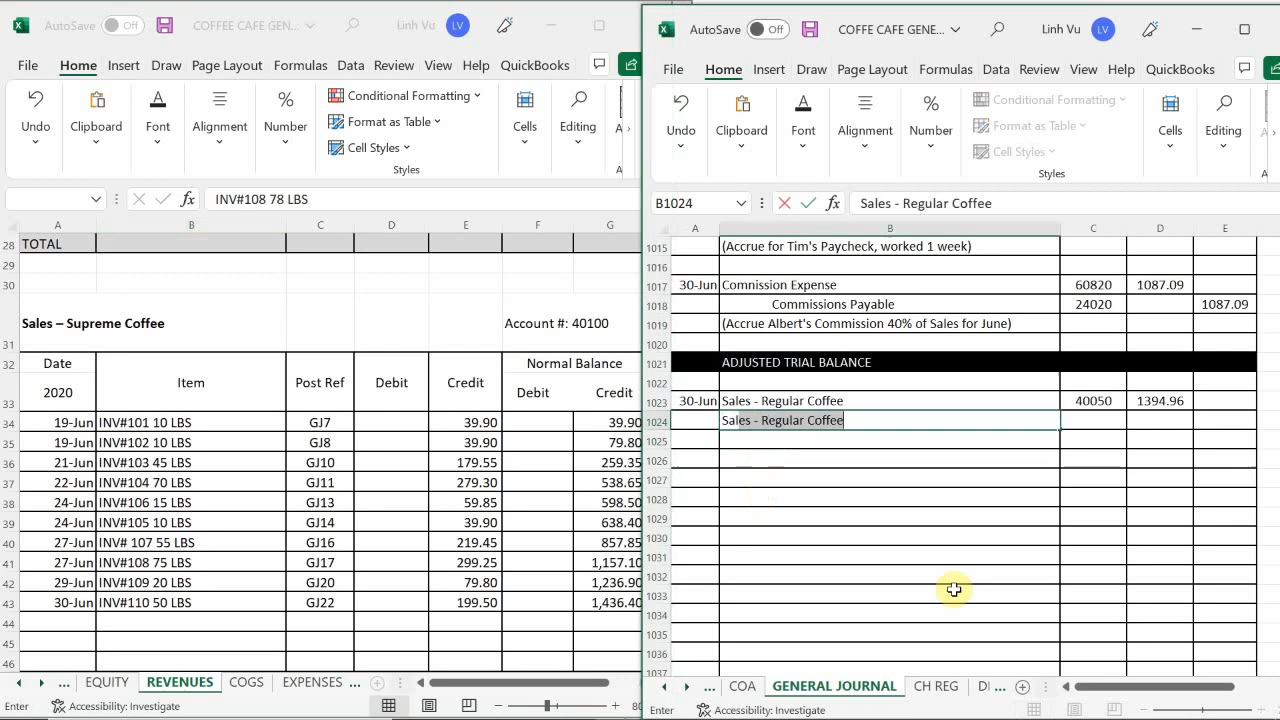 AutoSave Off COFFEE CAFE GEN... Linh Vu LV
File Home Insert Draw Page Layout Formulas Data Review View Help QuickBooks
Undo Clipboard Font Alignment Number Conditional Formatting Format as Table Cell Styles Styles Cells Editing A
INV#108 78 LBS
A B C D E F G
28 TOTAL
29
30
31 Sales – Supreme Coffee Account #: 40100
32 Date Item Post Ref Debit Credit Normal Balance
33 2020 Debit Credit
34 19-Jun INV#101 10 LBS GJ7 39.90 39.90
35 19-Jun INV#102 10 LBS GJ8 39.90 79.80
36 21-Jun INV#103 45 LBS GJ10 179.55 259.35
37 22-Jun INV#104 70 LBS GJ11 279.30 538.65
38 24-Jun INV#106 15 LBS GJ13 59.85 598.50
39 24-Jun INV#105 10 LBS GJ14 39.90 638.40
40 27-Jun INV# 107 55 LBS GJ16 219.45 857.85
41 27-Jun INV#108 75 LBS GJ17 299.25 1,157.10
42 29-Jun INV#109 20 LBS GJ20 79.80 1,236.90
43 30-Jun INV#110 50 LBS GJ22 199.50 1,436.40
44
45
46
... EQUITY REVENUES COGS EXPENSES ...
Enter Accessibility: Investigate 80
AutoSave Off COFFE CAFE GENE... Linh Vu LV
File Home Insert Draw Page Layout Formulas Data Review View Help QuickBooks
Undo Clipboard Font Alignment Number Conditional Formatting Format as Table Cell Styles Styles Cells Editing
B1024 Sales - Regular Coffee
A B C D E
1015 (Accrue for Tim's Paycheck, worked 1 week)
1016
1017 30-Jun Comnission Expense 60820 1087.09
1018 Commissions Payable 24020 1087.09
1019 (Accrue Albert's Commission 40% of Sales for June)
1020
1021 ADJUSTED TRIAL BALANCE
1022
1023 30-Jun Sales - Regular Coffee 40050 1394.96
1024 Sales - Regular Coffee
1025
1026
1027
1028
1029
1030
1031
1032
1033
1034
1035
1036
1037
... COA GENERAL JOURNAL CH REG DI ...
Enter Accessibility: Investigate